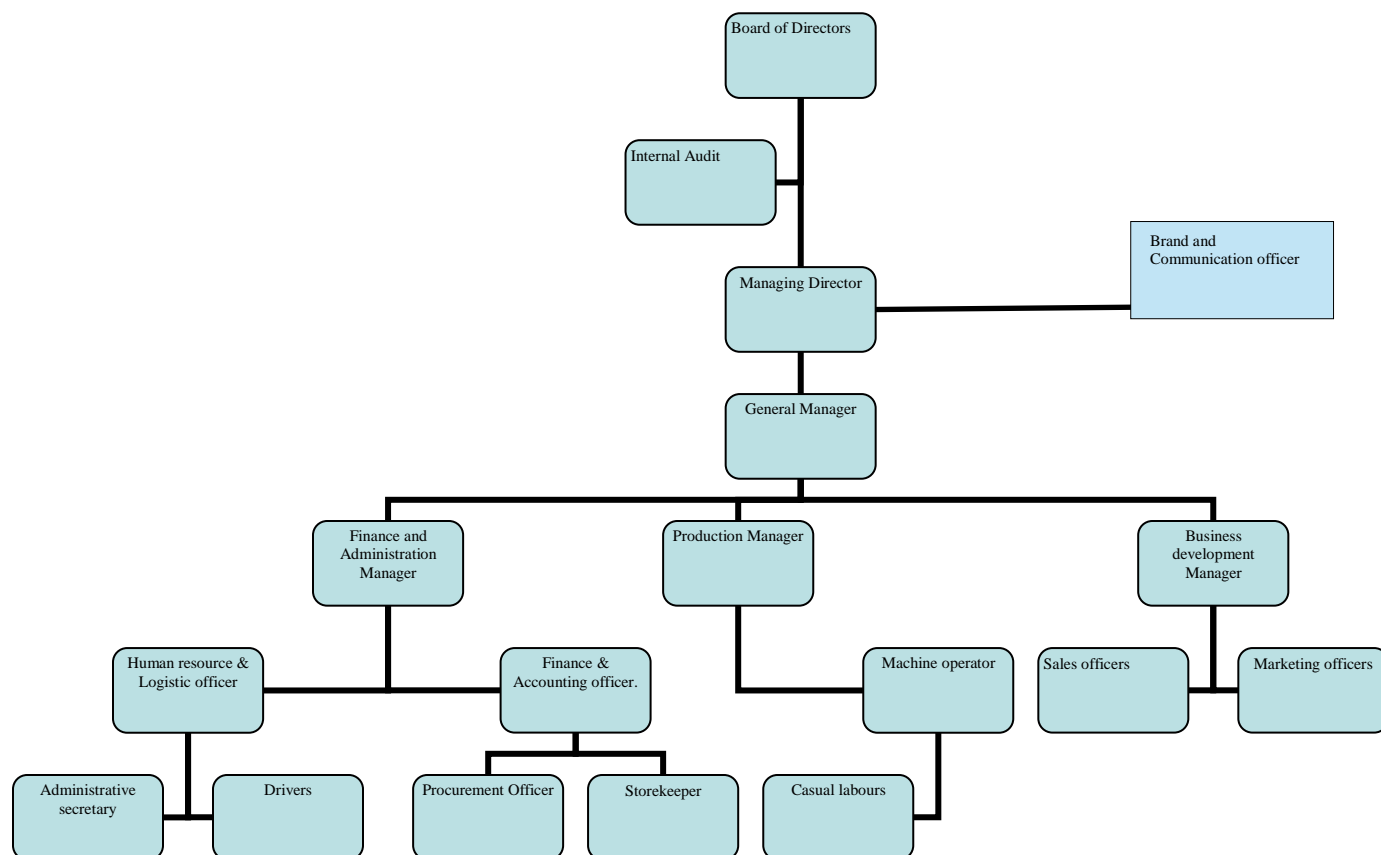 Board of Directors
Internal Audit
Brand and
Communication officer
Managing Director
General Manager
Finance and
Administration
Manager
Production Manager
Business
development
Manager
Human resource &
Logistic officer
Finance &
Accounting officer.
Machine operator
Sales officers
Marketing officers
Administrative
secretary
Drivers
Procurement Officer
Storekeeper
Casual labours